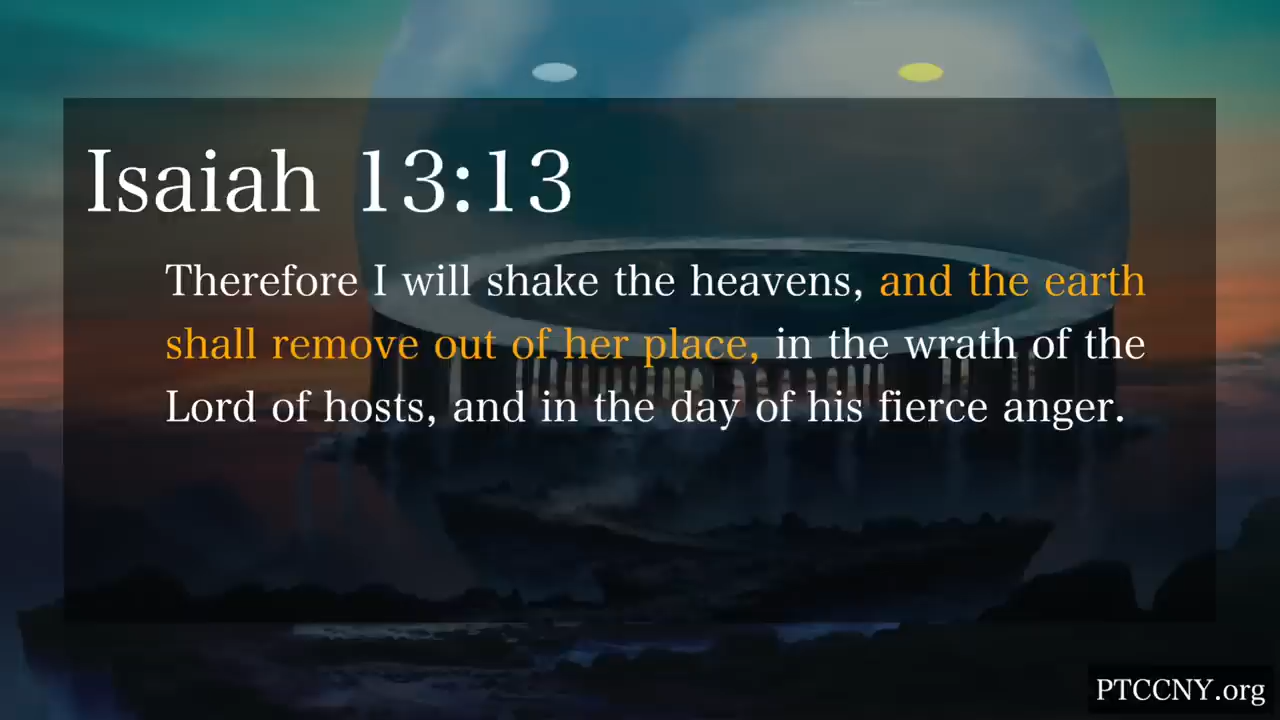 Isaiah 13:13
Therefore I will shake the heavens, and the earth
shall remove out of her place, in the wrath of the
Lord of hosts, and in the day of his fierce anger.
PTCCNY.org